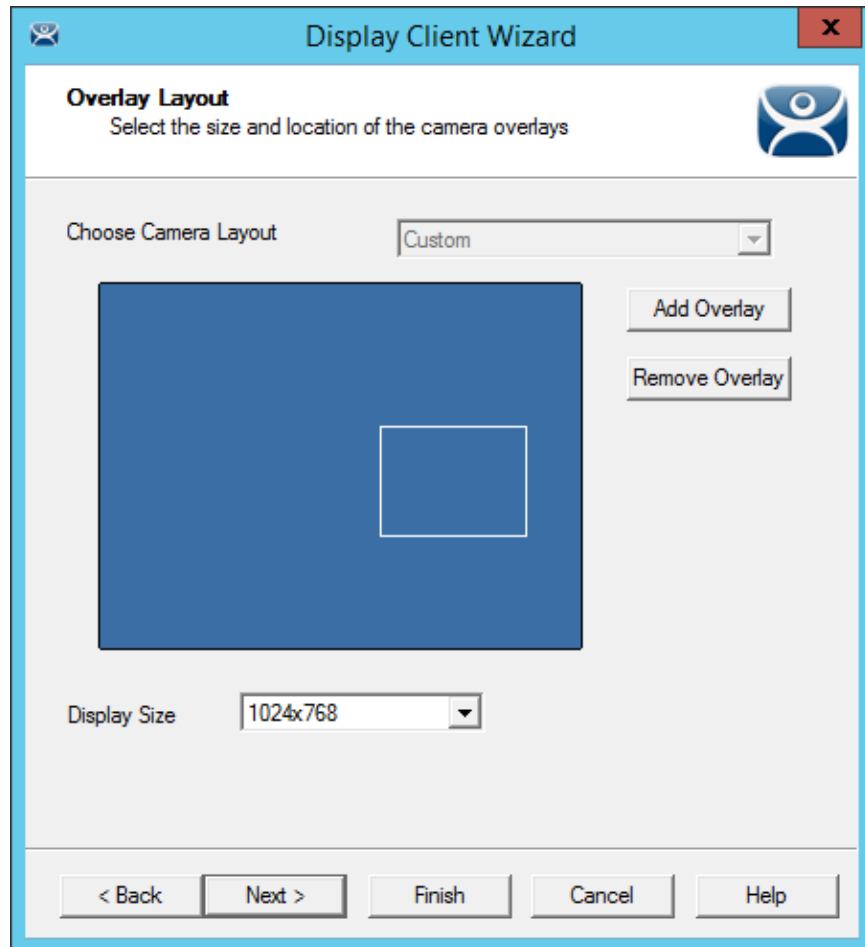 Display Client Wizard
x
Overlay Layout
Select the size and location of the camera overlays
Choose Camera Layout
Custom
Add Overlay
Remove Overlay
Display Size
1024x768
< Back
Next >
Finish
Cancel
Help